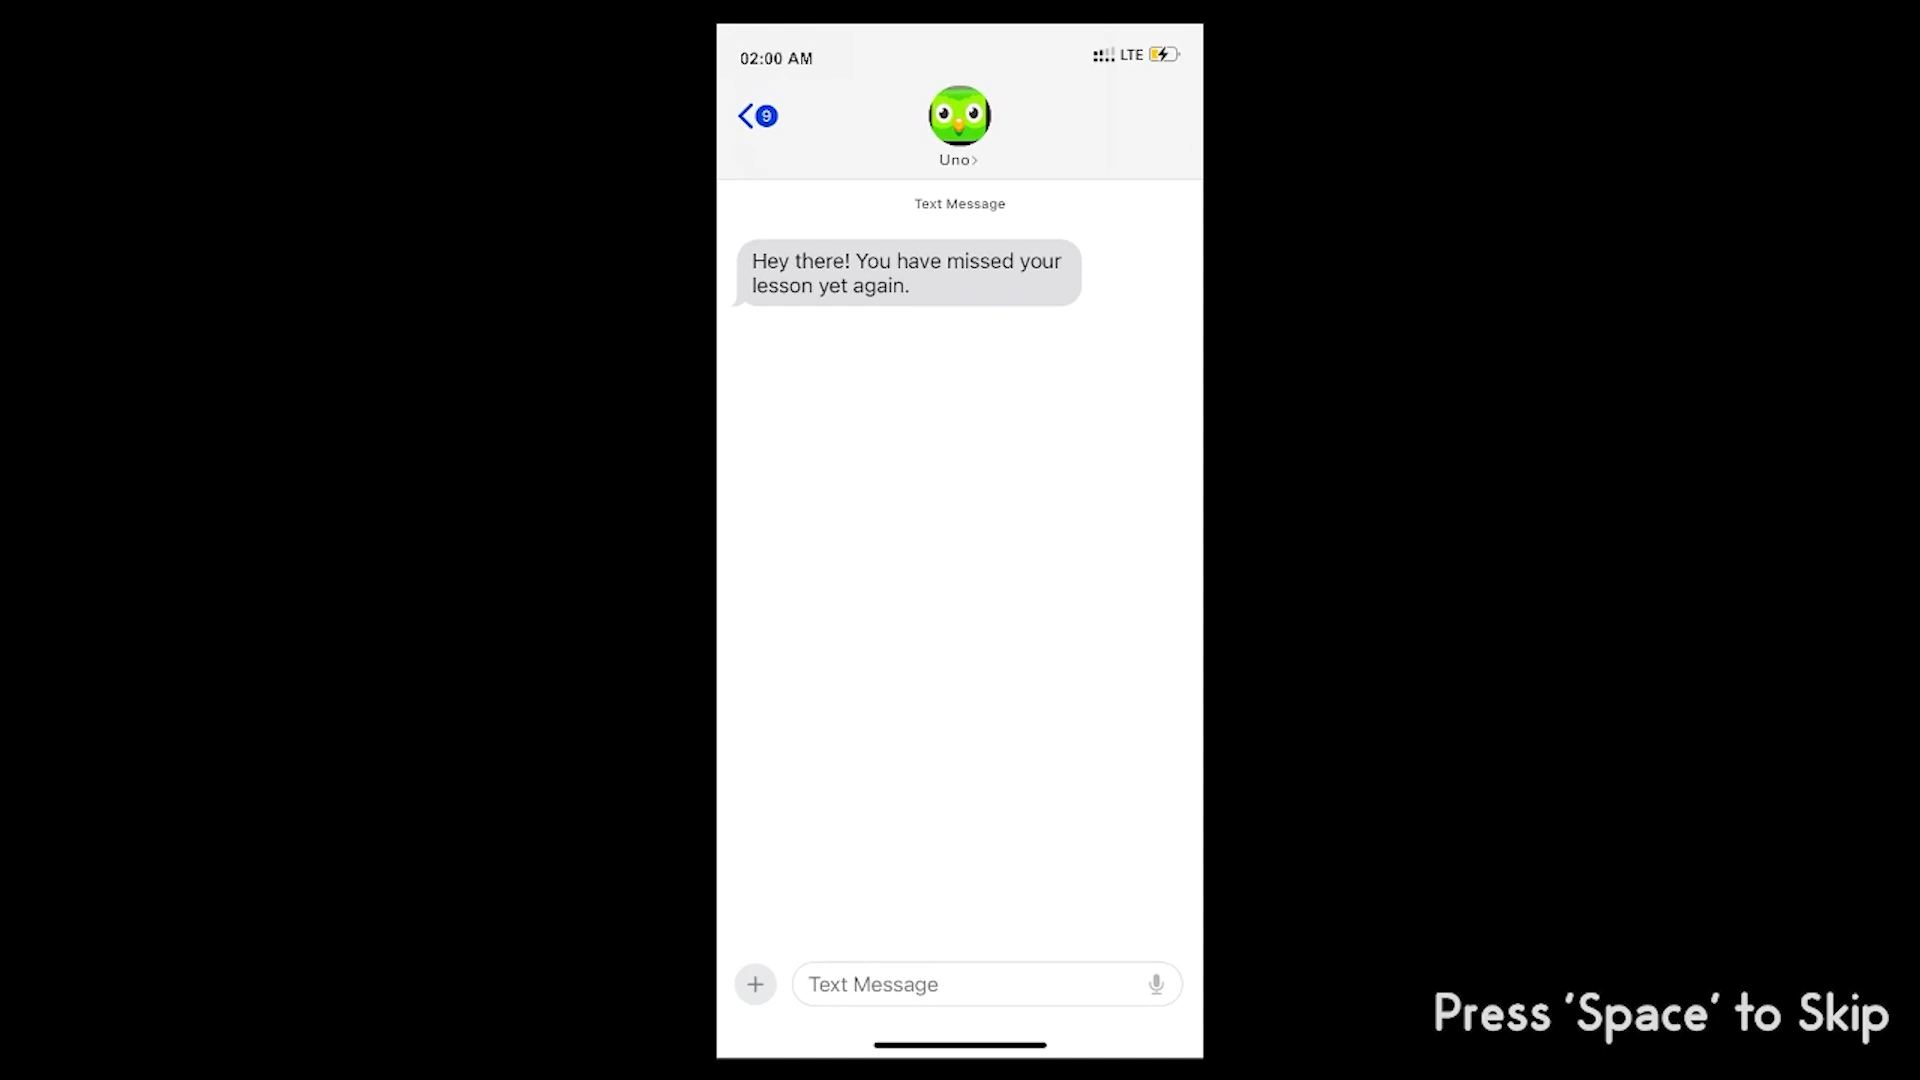 02:00 AM
LTE
9
Uno
Text Message
Hey there! You have missed your
lesson yet again.
Text Message
Press ‘Space’ to Skip